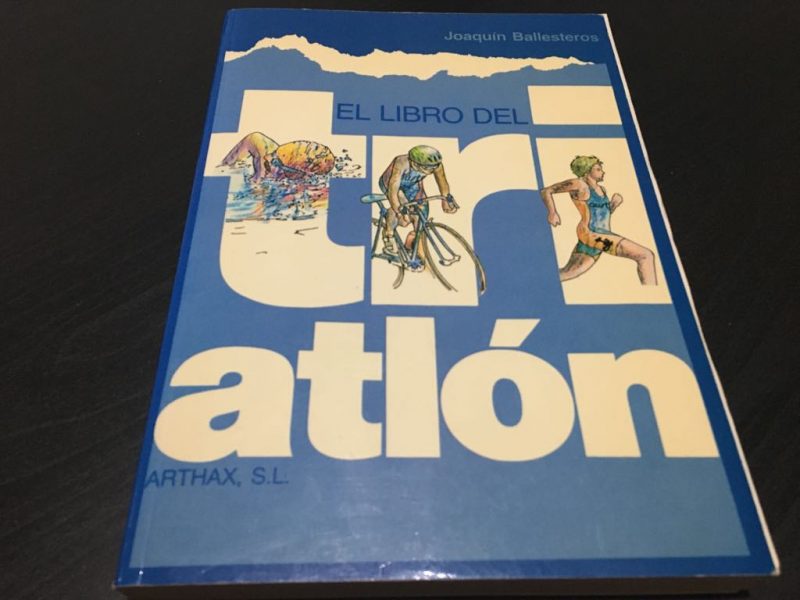 Joaquín Ballesteros
EL LIBRO DEL
tri
atlón
ARTHAX, S.L.